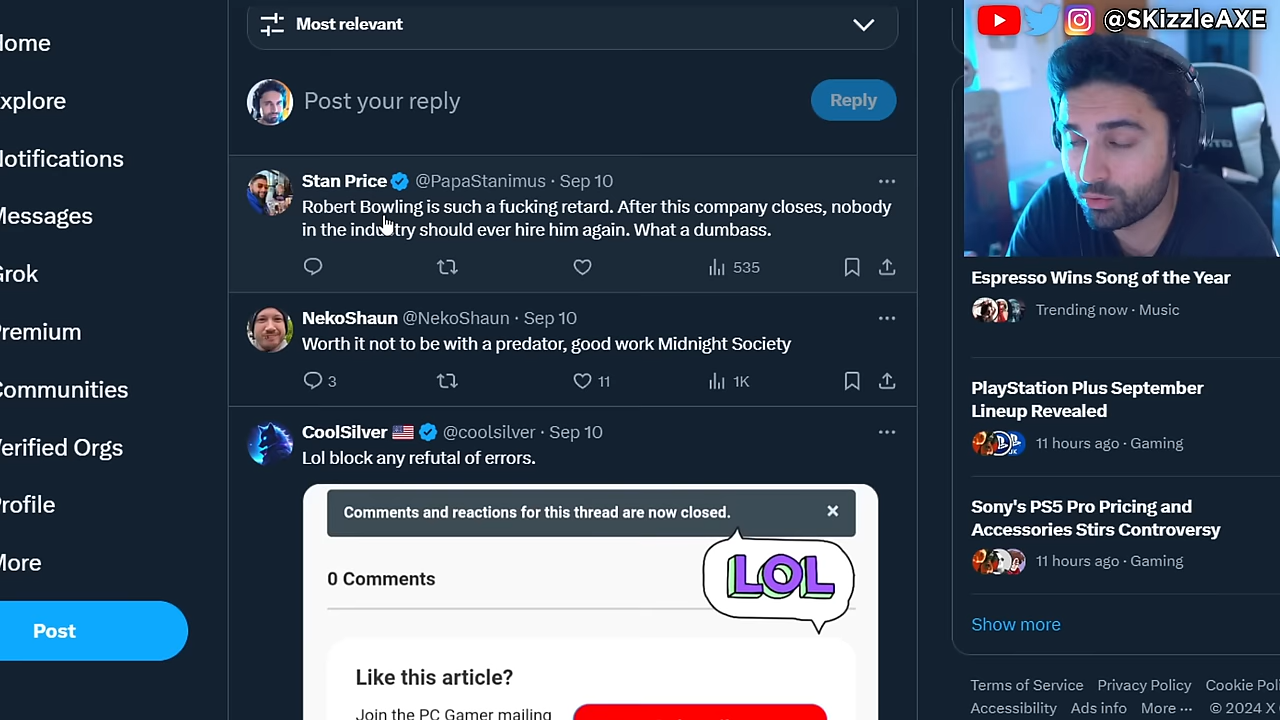 @SKizzleAXE
Home
Most relevant
Explore
Post your reply
Reply
Notifications
Stan Price @PapaStanimus · Sep 10
Robert Bowling is such a fucking retard. After this company closes, nobody
in the industry should ever hire him again. What a dumbass.
535
Messages
Grok
Premium
NekoShaun @NekoShaun · Sep 10
Worth it not to be with a predator, good work Midnight Society
3
11
1K
Communities
Verified Orgs
CoolSilver @coolsilver · Sep 10
Lol block any refutal of errors.
Comments and reactions for this thread are now closed.
×
LOL
0 Comments
Like this article?
Join the PC Gamer mailing
Profile
More
Post
Espresso Wins Song of the Year
Trending now · Music
PlayStation Plus September
Lineup Revealed
11 hours ago · Gaming
Sony's PS5 Pro Pricing and
Accessories Stirs Controversy
11 hours ago · Gaming
Show more
Terms of Service Privacy Policy Cookie Poli
Accessibility Ads info More ··· © 2024 X